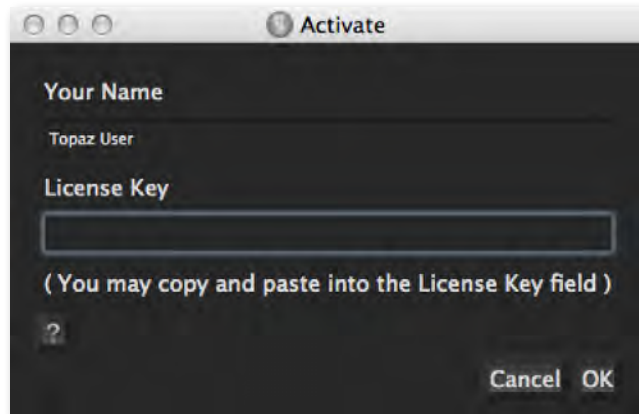 Activate
Your Name
Topaz User
License Key
( You may copy and paste into the License Key field )
?
Cancel OK